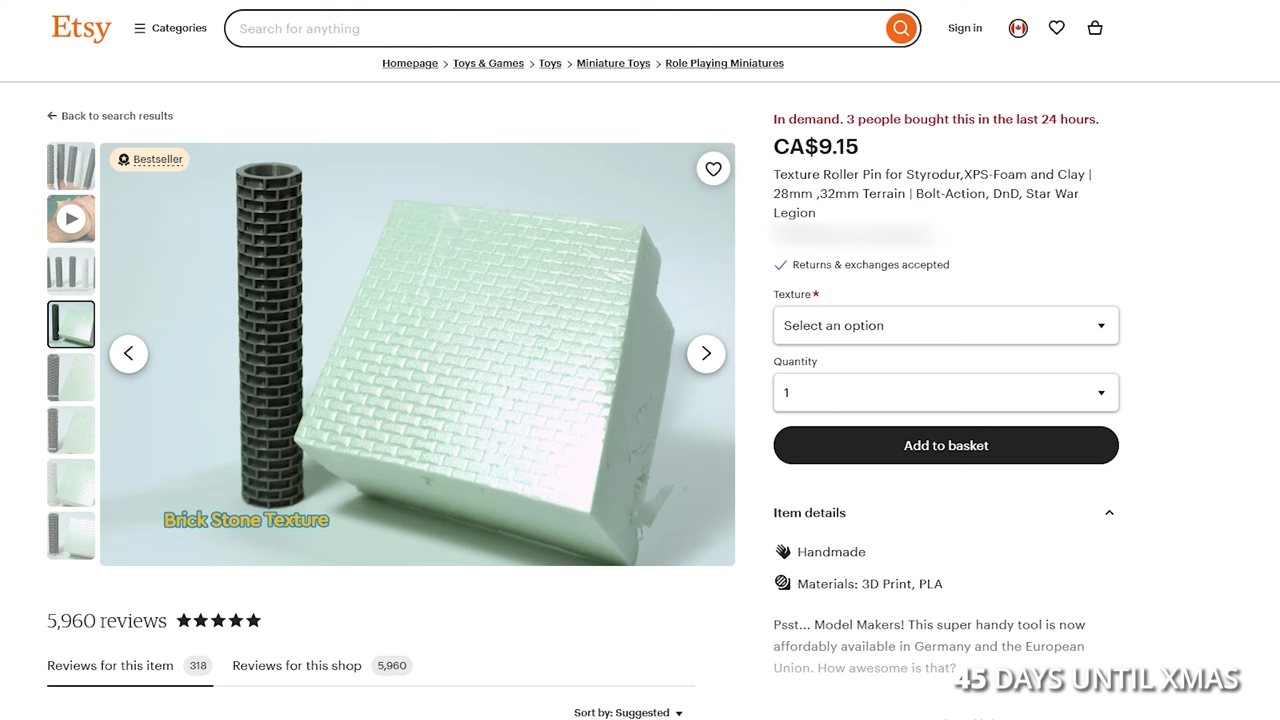 Etsy
Categories
Search for anything
Sign in
Homepage > Toys & Games > Toys > Miniature Toys > Role Playing Miniatures
Back to search results
Bestseller
Brick Stone Texture
In demand. 3 people bought this in the last 24 hours.
CA$9.15
Texture Roller Pin for Styrodur,XPS-Foam and Clay |
28mm ,32mm Terrain | Bolt-Action, DnD, Star War
Legion
Returns & exchanges accepted
Texture*
Select an option
Quantity
1
Add to basket
Item details
Handmade
Materials: 3D Print, PLA
Psst... Model Makers! This super handy tool is now
affordably available in Germany and the European
Union. How awesome is that?
5,960 reviews
Reviews for this item 318
Reviews for this shop 5,960
Sort by: Suggested
45 DAYS UNTIL XMAS